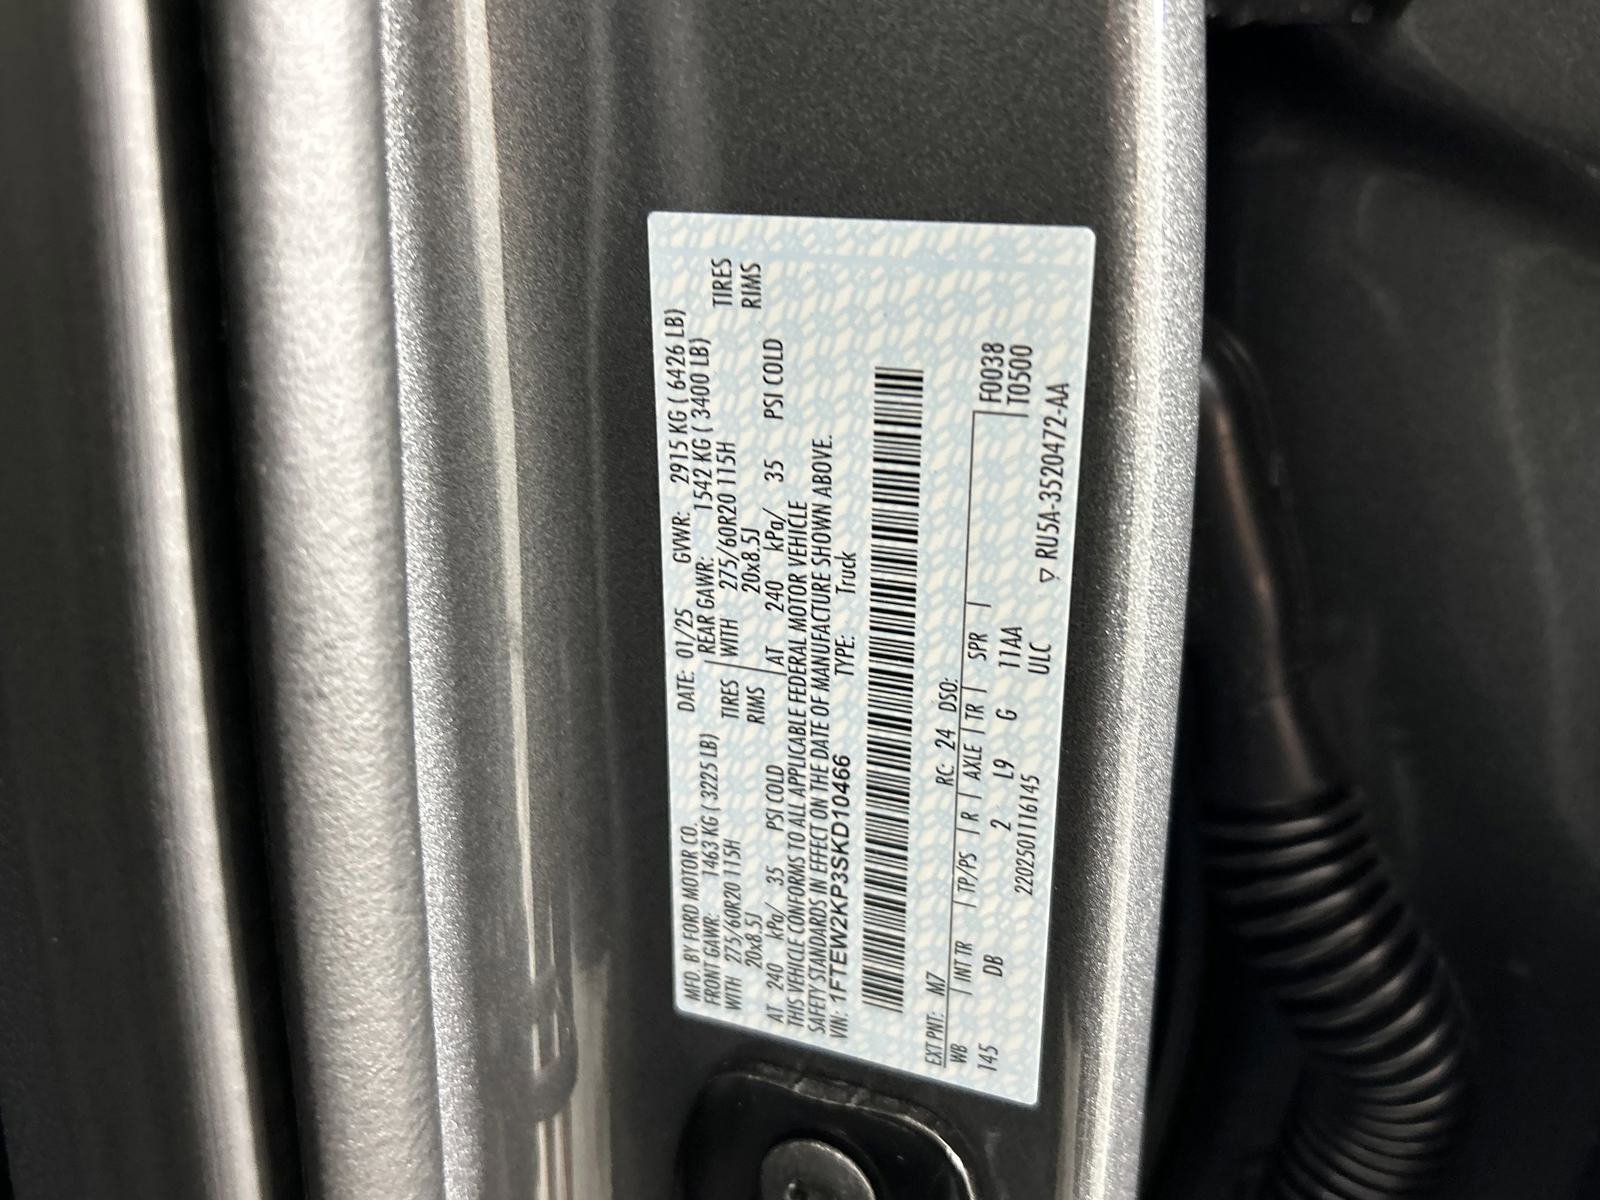 MFD. BY FORD MOTOR CO. DATE: 01/25 GVWR: 2915 KG ( 6426 LB)
FRONT GAWR: 1463 KG ( 3225 LB) REAR GAWR: 1542 KG ( 3400 LB)
WITH 275/60R20 115H TIRES WITH 275/60R20 115H TIRES
20x8.5J RIMS 20x8.5J RIMS
AT 240 kPa/ 35 PSI COLD AT 240 kPa/ 35 PSI COLD
THIS VEHICLE CONFORMS TO ALL APPLICABLE FEDERAL MOTOR VEHICLE
SAFETY STANDARDS IN EFFECT ON THE DATE OF MANUFACTURE SHOWN ABOVE.
VIN: 1FTEW2KP3SKD10466 TYPE: Truck
EXT PNT: M7 RC: 24 DSO: F0038
WB INT TR TP/PS R AXLE TR SPR T0500
145 DB 2 L9 G 11AA
220250111 6145 ULC ▽ RU5A-3520472-AA